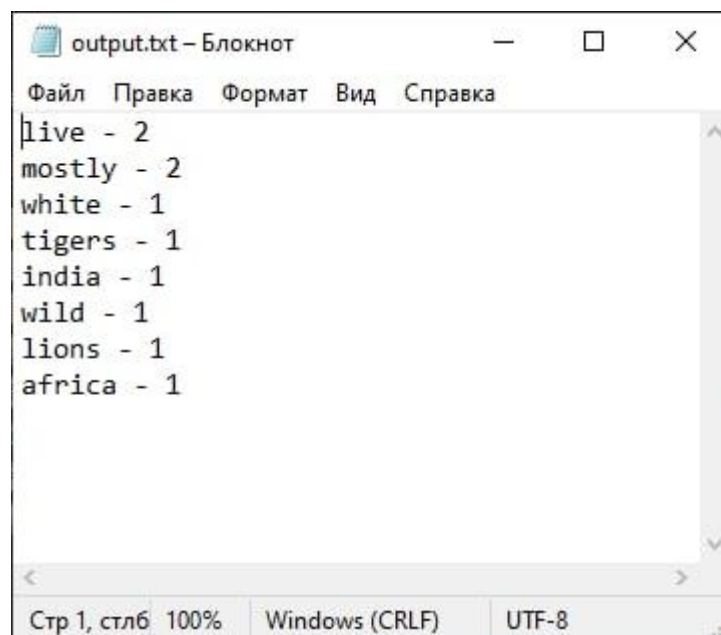 output.txt – Блокнот
Файл Правка Формат Вид Справка
live - 2
mostly - 2
white - 1
tigers - 1
india - 1
wild - 1
lions - 1
africa - 1
Стр 1, стлб 100% Windows (CRLF) UTF-8